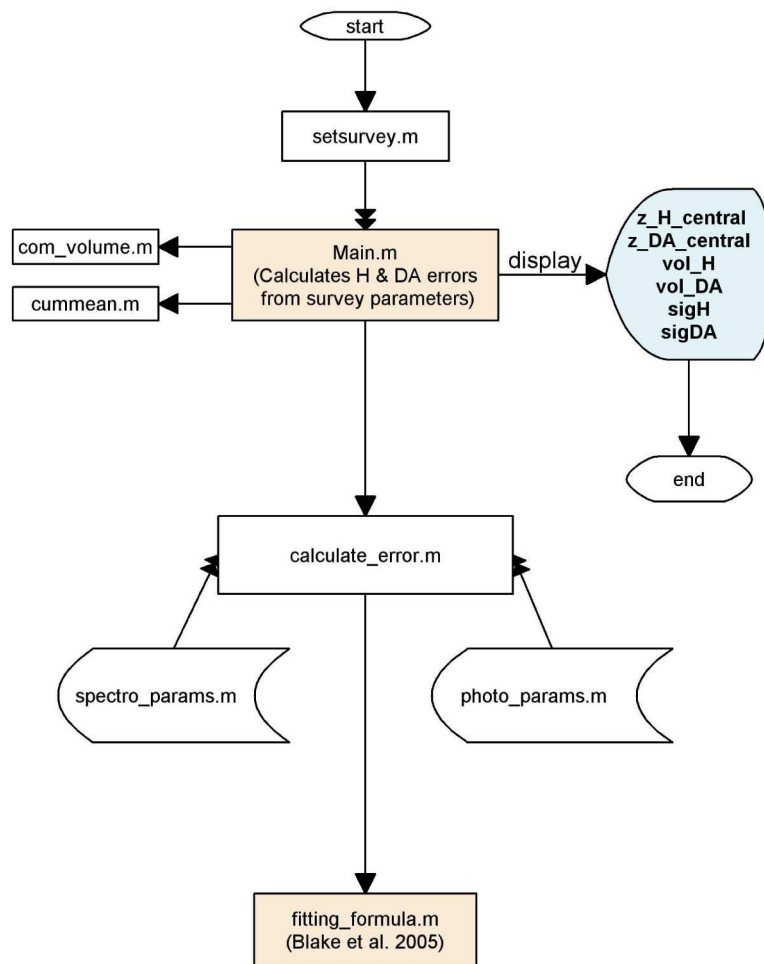 start
setsurvey.m
com_volume.m
cummean.m
Main.m
(Calculates H & DA errors
from survey parameters)
display
z_H_central
z_DA_central
vol_H
vol_DA
sigH
sigDA
end
calculate_error.m
spectro_params.m
photo_params.m
fitting_formula.m
(Blake et al. 2005)